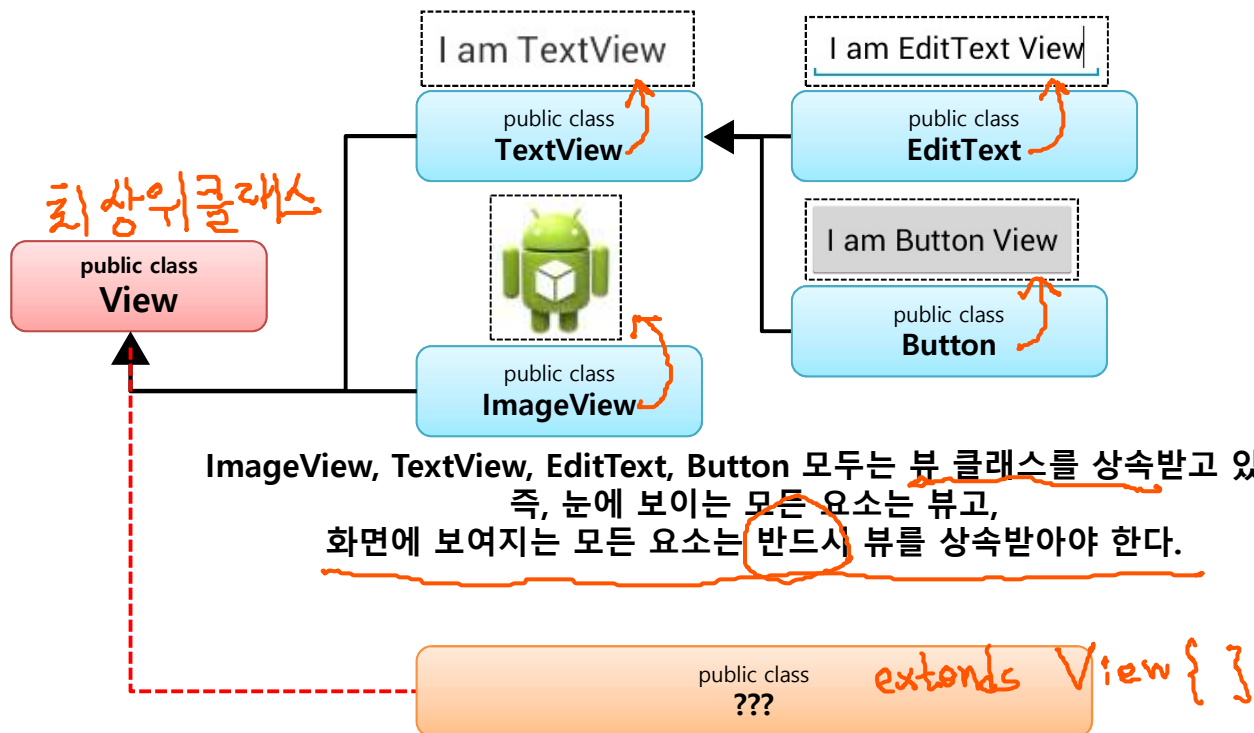 I am TextView
I am EditText View
public class
TextView
public class
EditText
최상위클래스
I am Button View
public class
View
public class
Button
public class
ImageView
ImageView, TextView, EditText, Button 모두는 뷰 클래스를 상속받고
즉, 눈에 보이는 모든 요소는 뷰고,
화면에 보여지는 모든 요소는 반드시 뷰를 상속받아야 한다.
public class
???
extends View { }